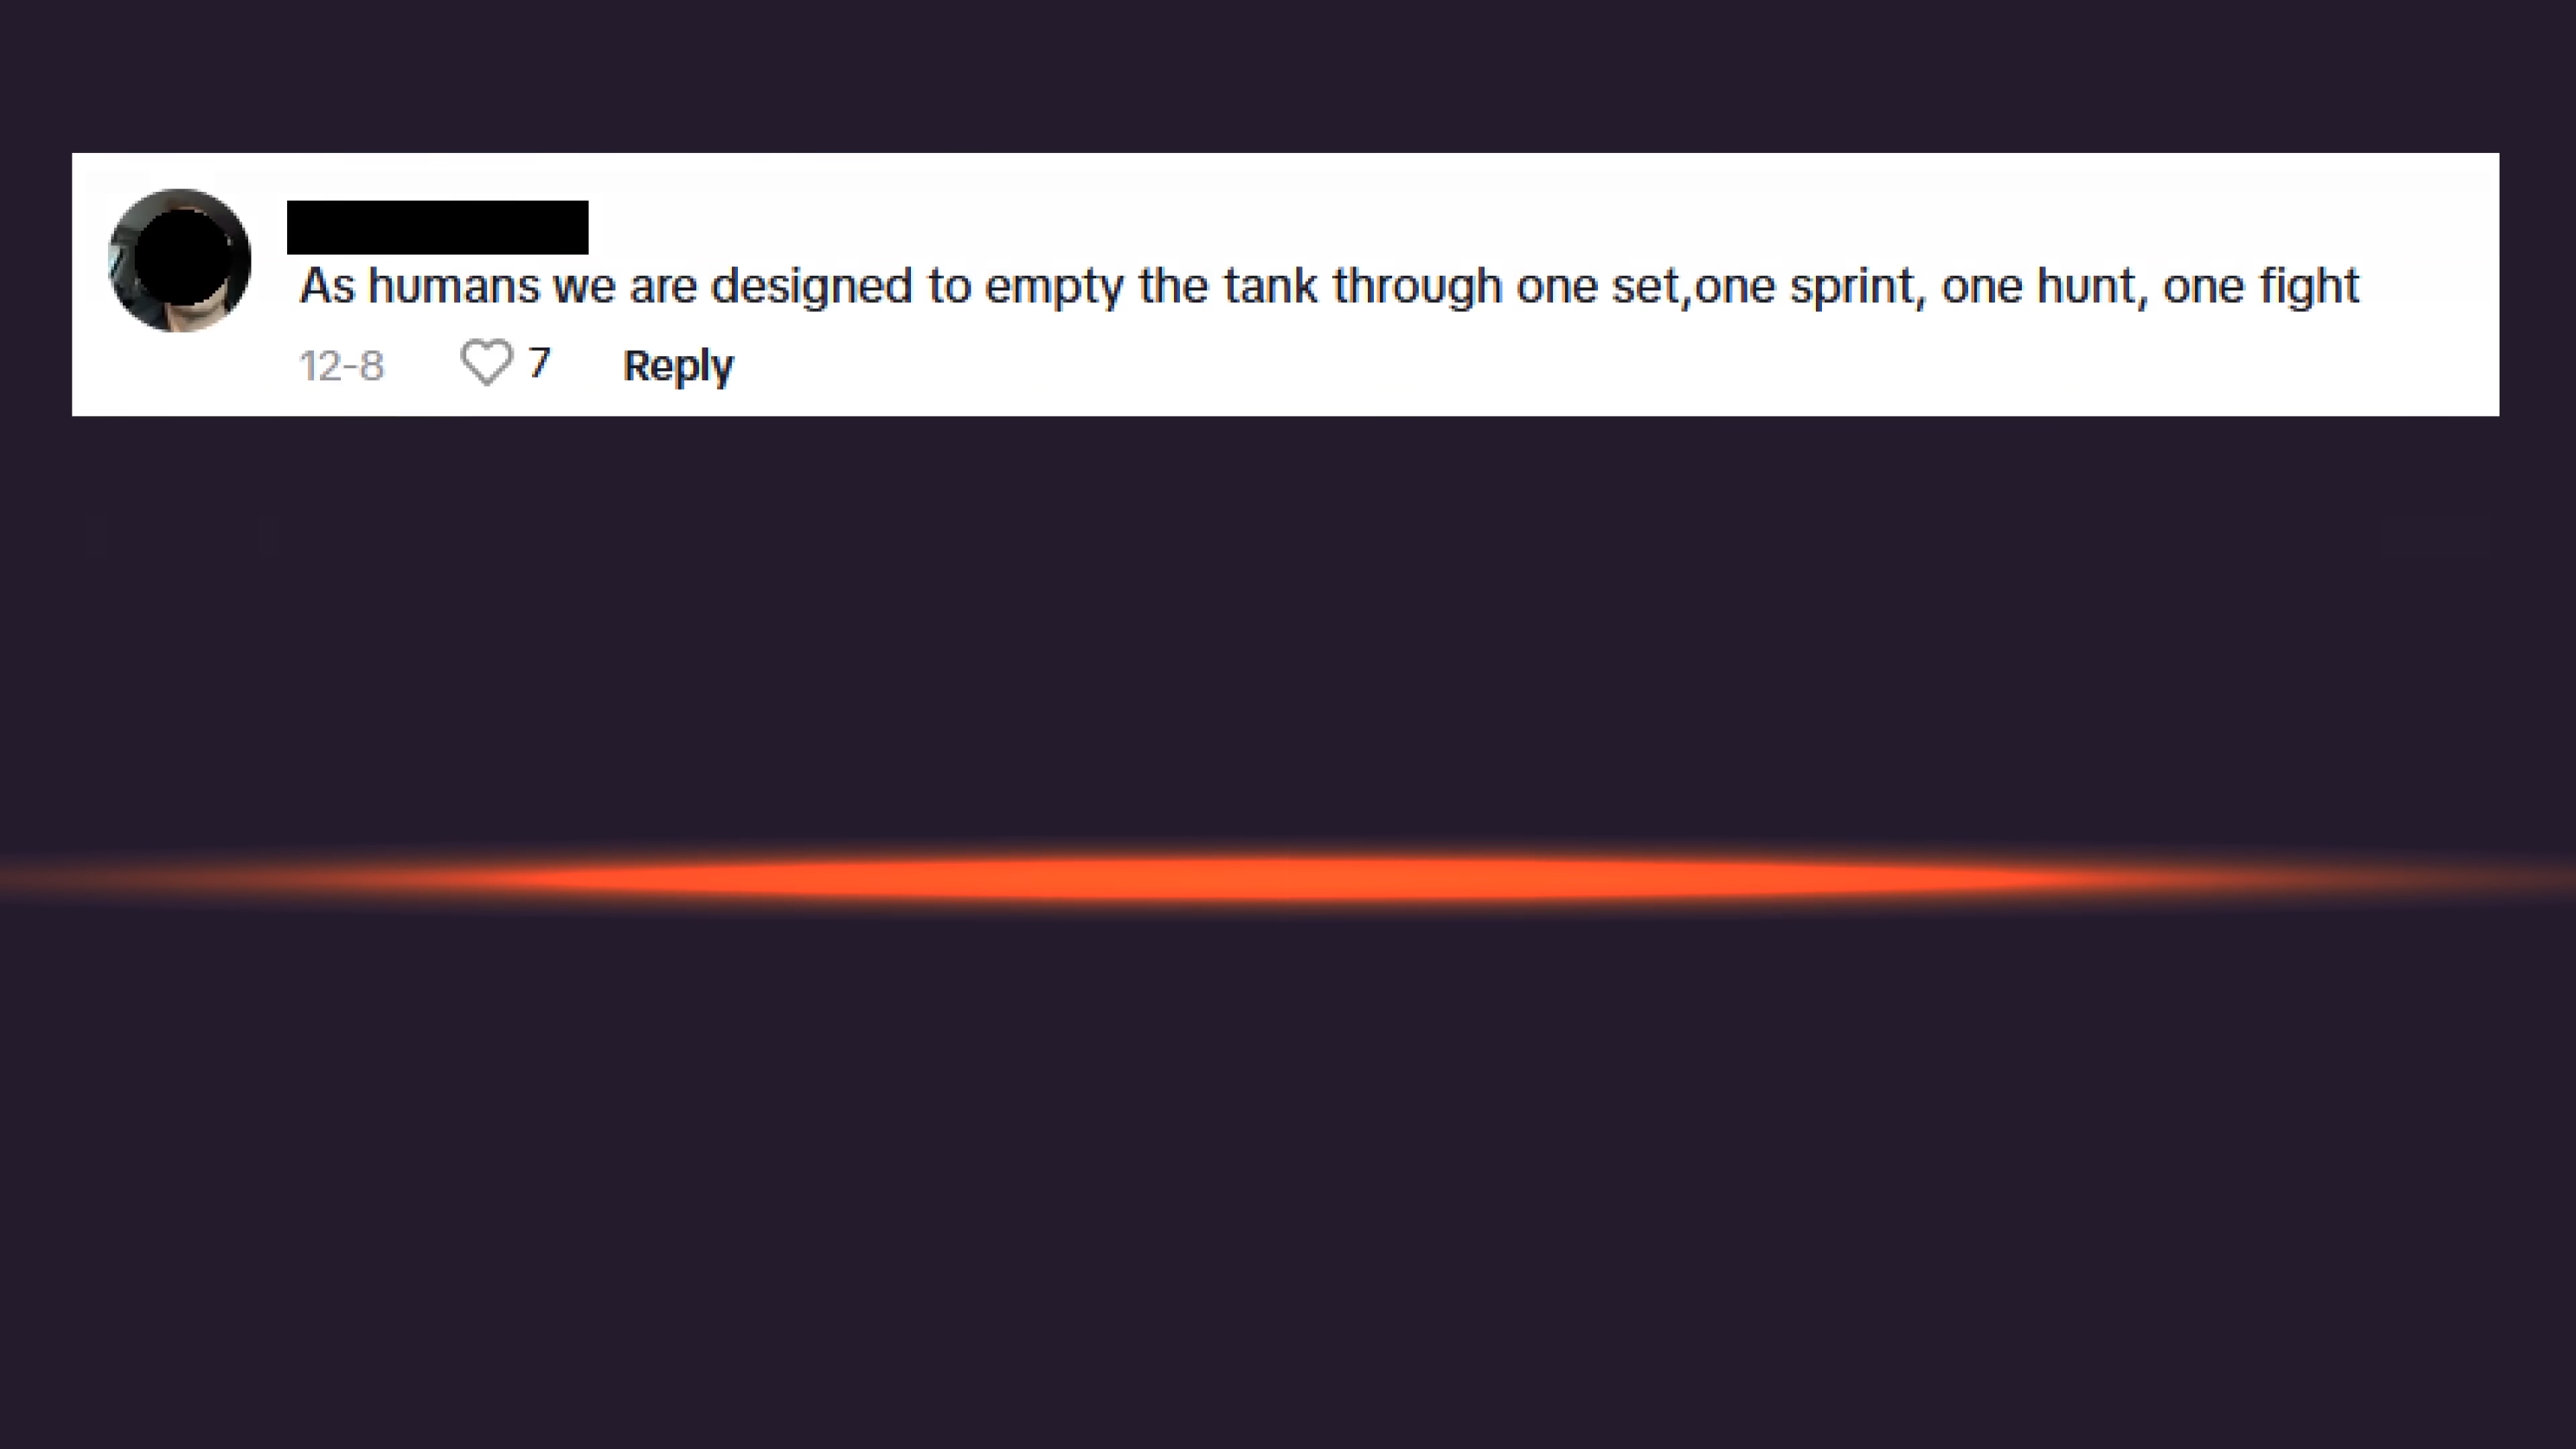 As humans we are designed to empty the tank through one set,one sprint, one hunt, one fight
12-8 7 Reply